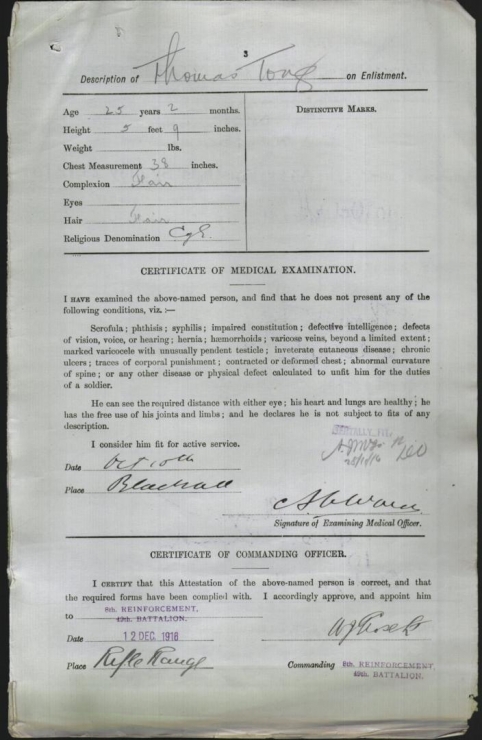 3
Description of Thomas Tong on Enlistment.
Age 25 years 2 months.
Height 5 feet 9 inches.
Weight lbs.
Chest Measurement 38 inches.
Complexion Fair
Eyes
Hair Fair
Religious Denomination C of E
DISTINCTIVE MARKS.
CERTIFICATE OF MEDICAL EXAMINATION.
I HAVE examined the above-named person, and find that he does not present any of the
following conditions, viz. :—
Scrofula; phthisis; syphilis; impaired constitution; defective intelligence; defects
of vision, voice, or hearing; hernia; hæmorrhoids; varicose veins, beyond a limited extent;
marked varicocele with unusually pendent testicle; inveterate cutaneous disease; chronic
ulcers; traces of corporal punishment; contracted or deformed chest; abnormal curvature
of spine; or any other disease or physical defect calculated to unfit him for the duties
of a soldier.
He can see the required distance with either eye; his heart and lungs are healthy; he
has the free use of his joints and limbs; and he declares he is not subject to fits of any
description.
I consider him fit for active service.
Date Oct 10th
Place Blackall
Signature of Examining Medical Officer.
CERTIFICATE OF COMMANDING OFFICER.
I CERTIFY that this Attestation of the above-named person is correct, and that
the required forms have been complied with. I accordingly approve, and appoint him
to 8th. REINFORCEMENT,
49th. BATTALION.
Date 12 DEC. 1916
Place Rifle Range
Commanding 8th. REINFORCEMENT,
49th. BATTALION.